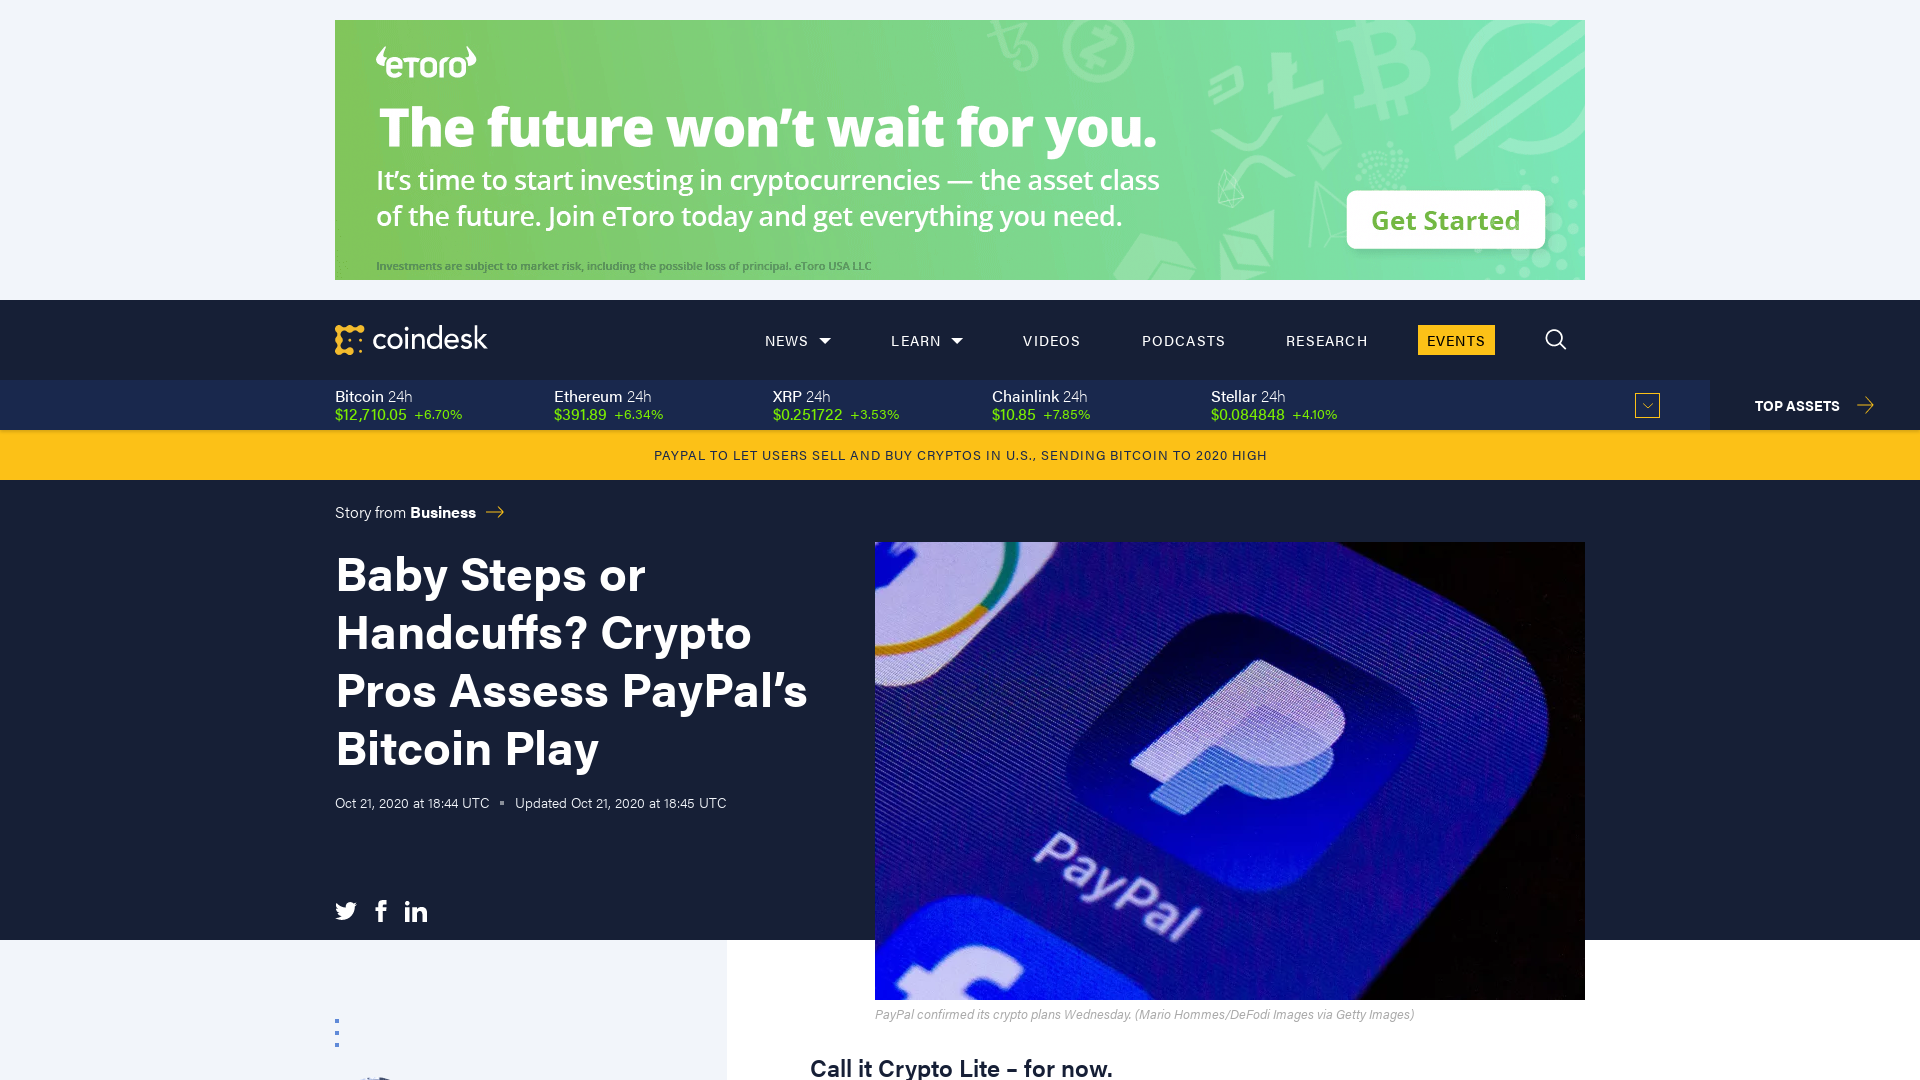 eToro
The future won't wait for you.
It's time to start investing in cryptocurrencies — the asset class
of the future. Join eToro today and get everything you need.
Get Started
Investments are subject to market risk, including the possible loss of principal. eToro USA LLC
coindesk
NEWS
LEARN
VIDEOS
PODCASTS
RESEARCH
EVENTS
Bitcoin 24h
$12,710.05 +6.70%
Ethereum 24h
$391.89 +6.34%
XRP 24h
$0.251722 +3.53%
Chainlink 24h
$10.85 +7.85%
Stellar 24h
$0.084848 +4.10%
TOP ASSETS
PAYPAL TO LET USERS SELL AND BUY CRYPTOS IN U.S., SENDING BITCOIN TO 2020 HIGH
Story from Business
Baby Steps or
Handcuffs? Crypto
Pros Assess PayPal's
Bitcoin Play
Oct 21, 2020 at 18:44 UTC
Updated Oct 21, 2020 at 18:45 UTC
PayPal
PayPal confirmed its crypto plans Wednesday. (Mario Hommes/DeFodi Images via Getty Images)
Call it Crypto Lite – for now.